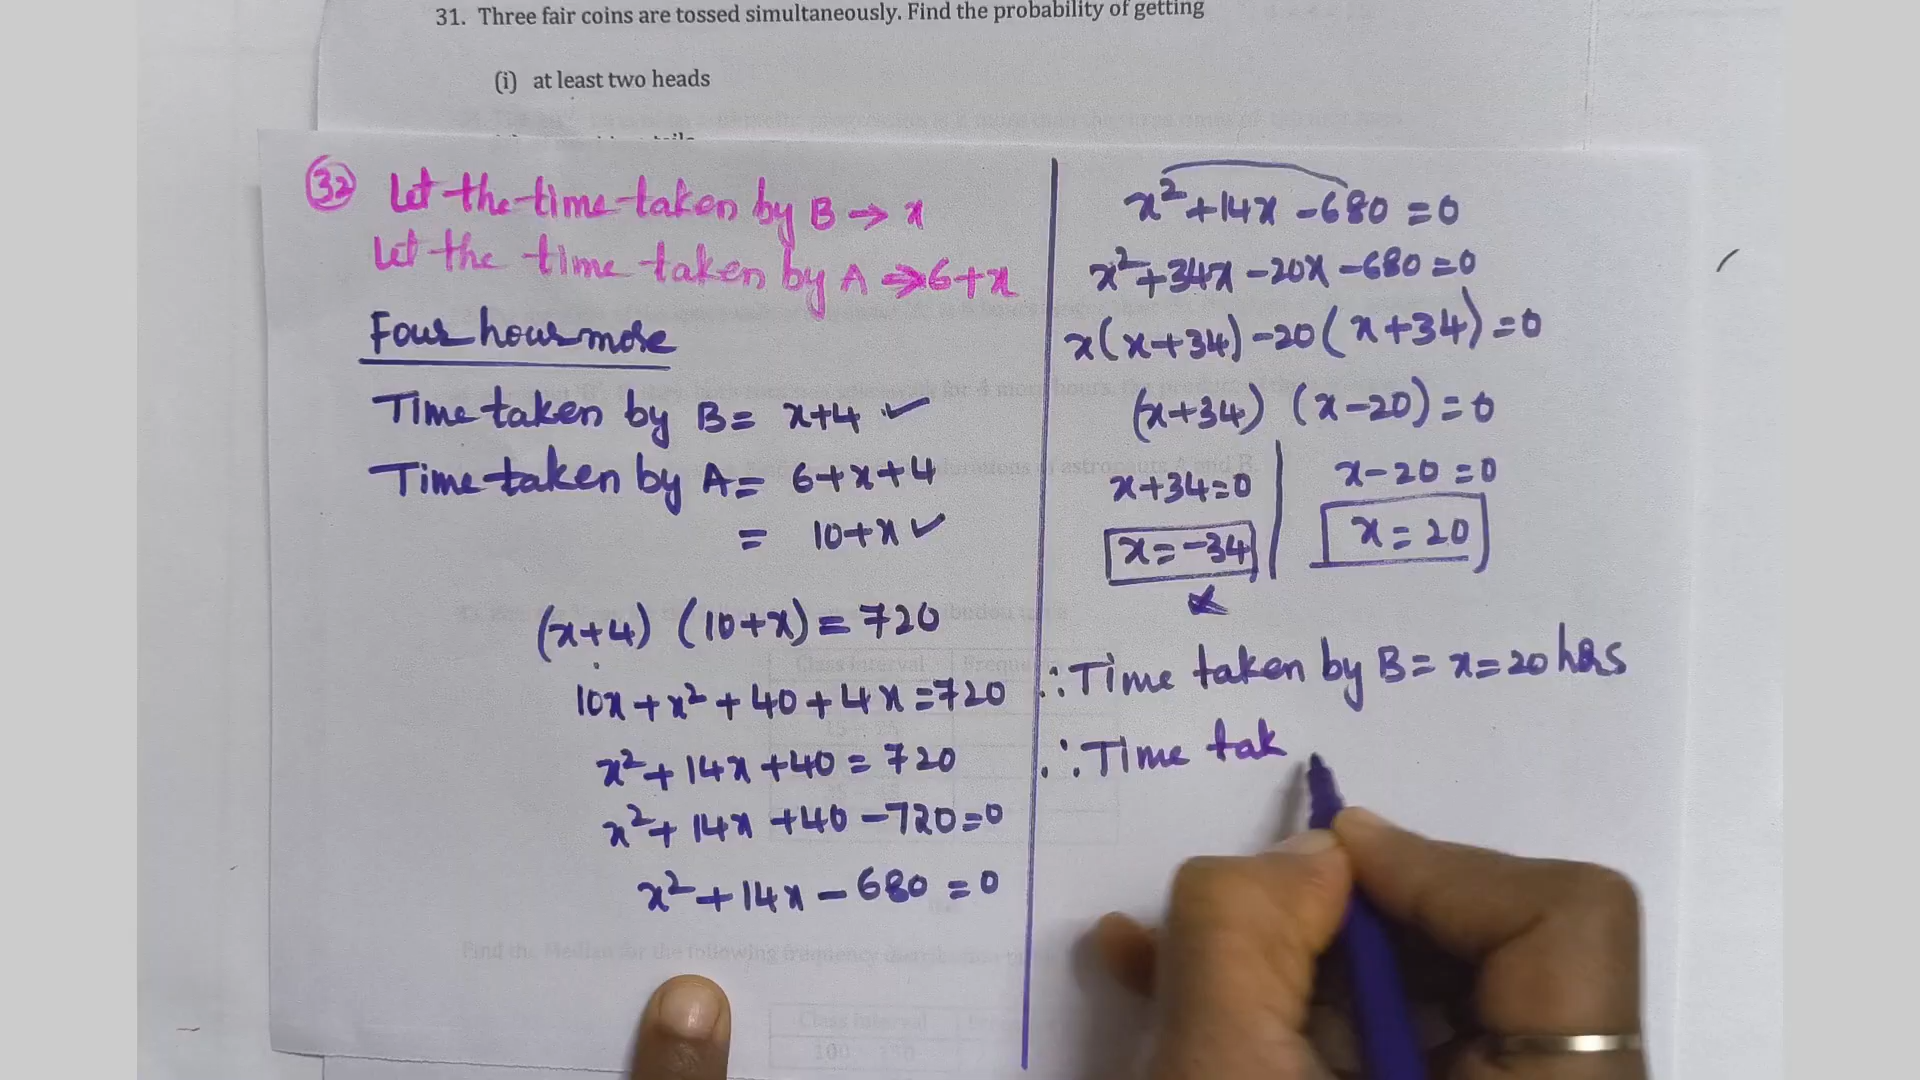 31. Three fair coins are tossed simultaneously. Find the probability of getting
(i) at least two heads
32 Let the time taken by B → x
Let the time taken by A ⇒ 6+x
Four hour more
Time taken by B = x+4 ✓
Time taken by A = 6+x+4
= 10+x ✓
(x+4) (10+x) = 720
10x + x² + 40 + 4x = 720
x² + 14x + 40 = 720
x² + 14x + 40 - 720 = 0
x² + 14x - 680 = 0
x² + 14x - 680 = 0
x² + 34x - 20x - 680 = 0
x(x+34) - 20(x+34) = 0
(x+34) (x-20) = 0
x+34=0
x=-34
x-20=0
x=20
∴ Time taken by B = x = 20 hrs
∴ Time tak